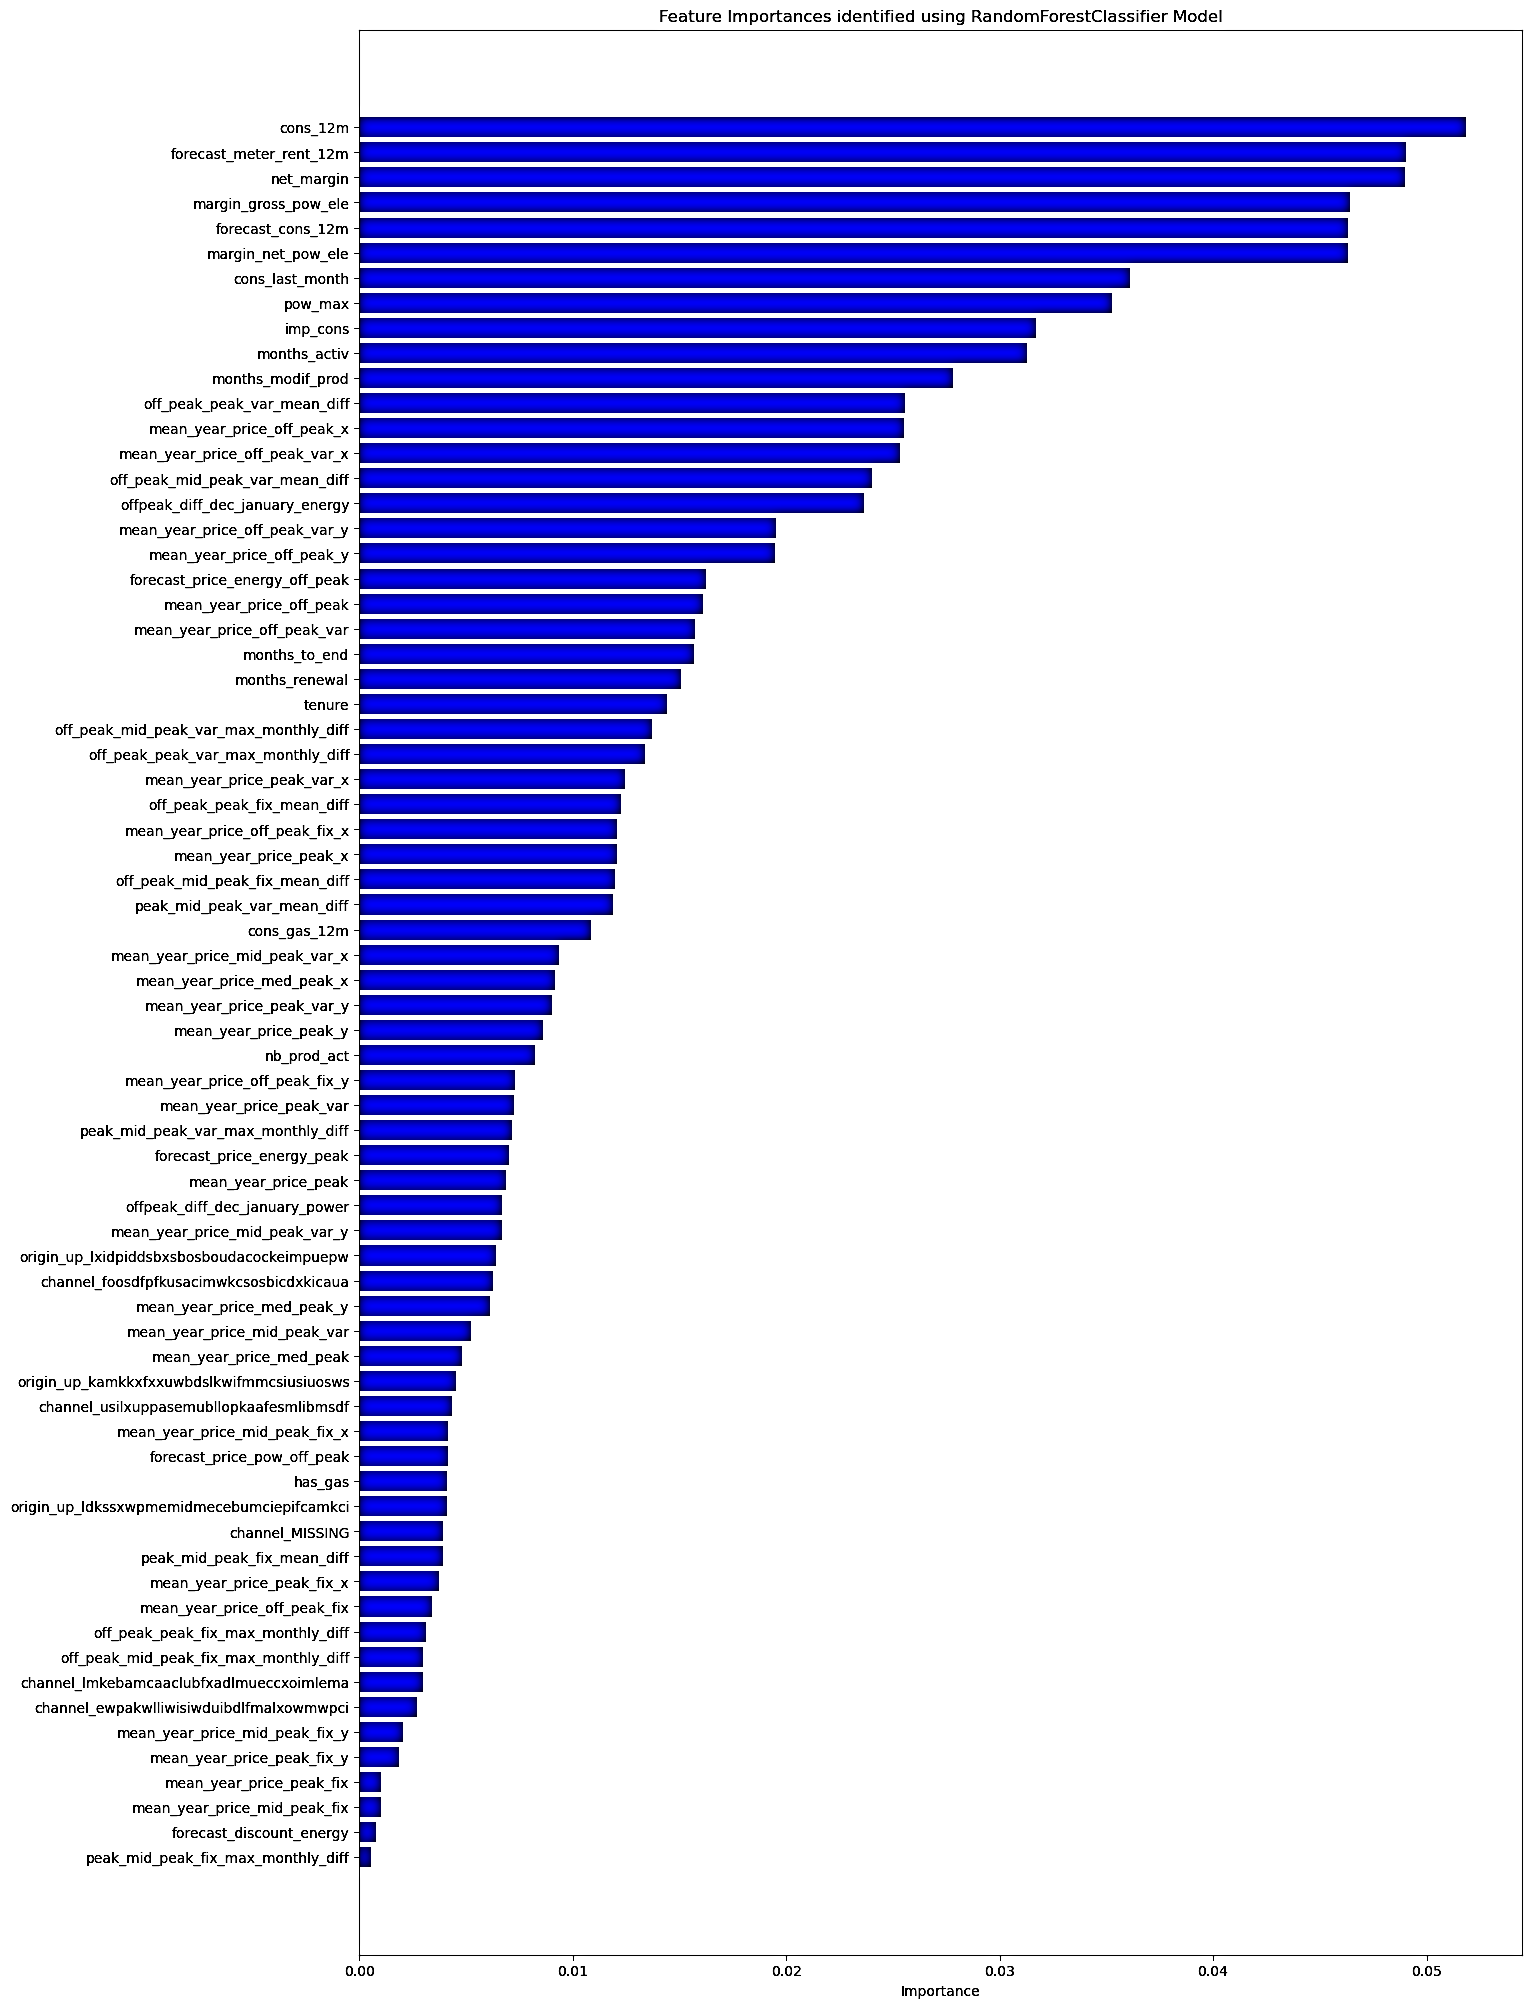 Feature Importances identified using RandomForestClassifier Model
cons_12m
forecast_meter_rent_12m
net_margin
margin_gross_pow_ele
forecast_cons_12m
margin_net_pow_ele
cons_last_month
pow_max
imp_cons
months_activ
months_modif_prod
off_peak_peak_var_mean_diff
mean_year_price_off_peak_x
mean_year_price_off_peak_var_x
off_peak_mid_peak_var_mean_diff
offpeak_diff_dec_january_energy
mean_year_price_off_peak_var_y
mean_year_price_off_peak_y
forecast_price_energy_off_peak
mean_year_price_off_peak
mean_year_price_off_peak_var
months_to_end
months_renewal
tenure
off_peak_mid_peak_var_max_monthly_diff
off_peak_peak_var_max_monthly_diff
mean_year_price_peak_var_x
off_peak_peak_fix_mean_diff
mean_year_price_off_peak_fix_x
mean_year_price_peak_x
off_peak_mid_peak_fix_mean_diff
peak_mid_peak_var_mean_diff
cons_gas_12m
mean_year_price_mid_peak_var_x
mean_year_price_med_peak_x
mean_year_price_peak_var_y
mean_year_price_peak_y
nb_prod_act
mean_year_price_off_peak_fix_y
mean_year_price_peak_var
peak_mid_peak_var_max_monthly_diff
forecast_price_energy_peak
mean_year_price_peak
offpeak_diff_dec_january_power
mean_year_price_mid_peak_var_y
origin_up_lxidpiddsbxsbosboudacockeimpuepw
channel_foosdfpfkusacimwkcsosbicdxkicaua
mean_year_price_med_peak_y
mean_year_price_mid_peak_var
mean_year_price_med_peak
origin_up_kamkkxfxxuwbdslkwifmmcsiusiuosws
channel_usilxuppasemubllopkaafesmlibmsdf
mean_year_price_mid_peak_fix_x
forecast_price_pow_off_peak
has_gas
origin_up_ldkssxwpmemidmecebumciepifcamkci
channel_MISSING
peak_mid_peak_fix_mean_diff
mean_year_price_peak_fix_x
mean_year_price_off_peak_fix
off_peak_peak_fix_max_monthly_diff
off_peak_mid_peak_fix_max_monthly_diff
channel_lmkebamcaaclubfxadlmueccxoimlema
channel_ewpakwlliwisiwduibdlfmalxowmwpci
mean_year_price_mid_peak_fix_y
mean_year_price_peak_fix_y
mean_year_price_peak_fix
mean_year_price_mid_peak_fix
forecast_discount_energy
peak_mid_peak_fix_max_monthly_diff
0.00 0.01 0.02 0.03 0.04 0.05
Importance